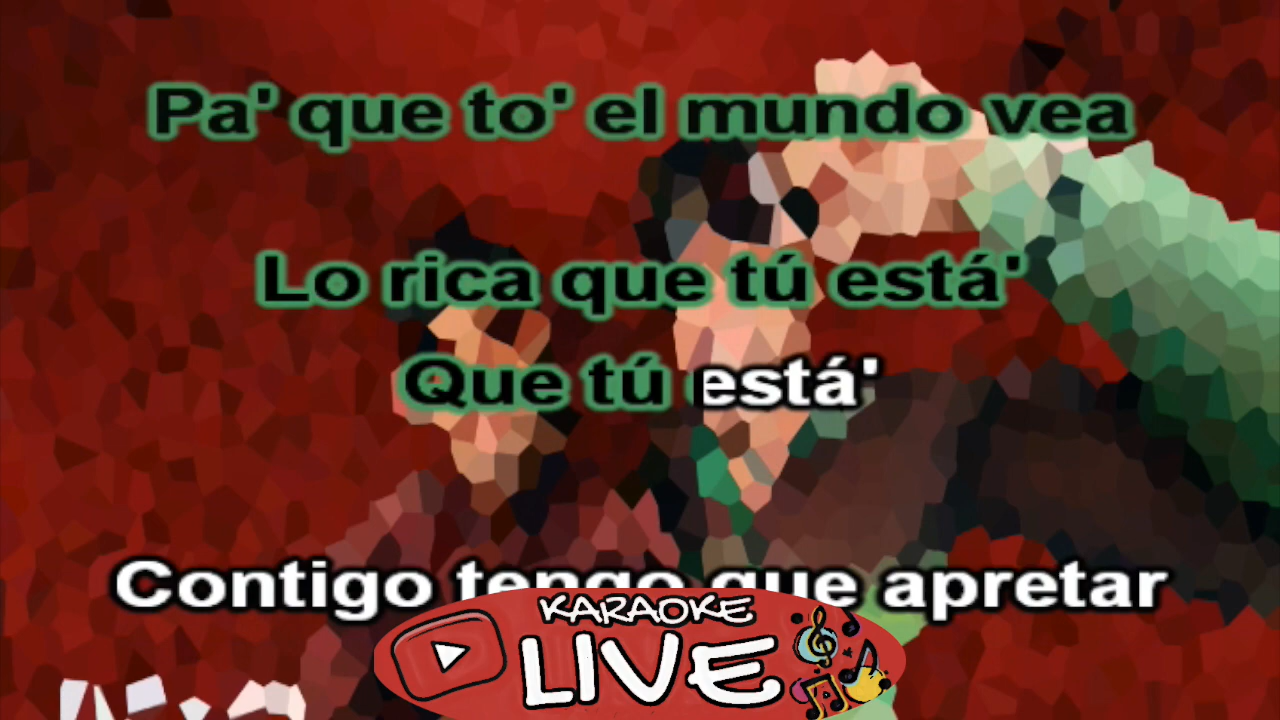 Pa' que to' el mundo vea
Lo rica que tú está'
Que tú está'
Contigo tengo que apretar
KARAOKE
LIVE